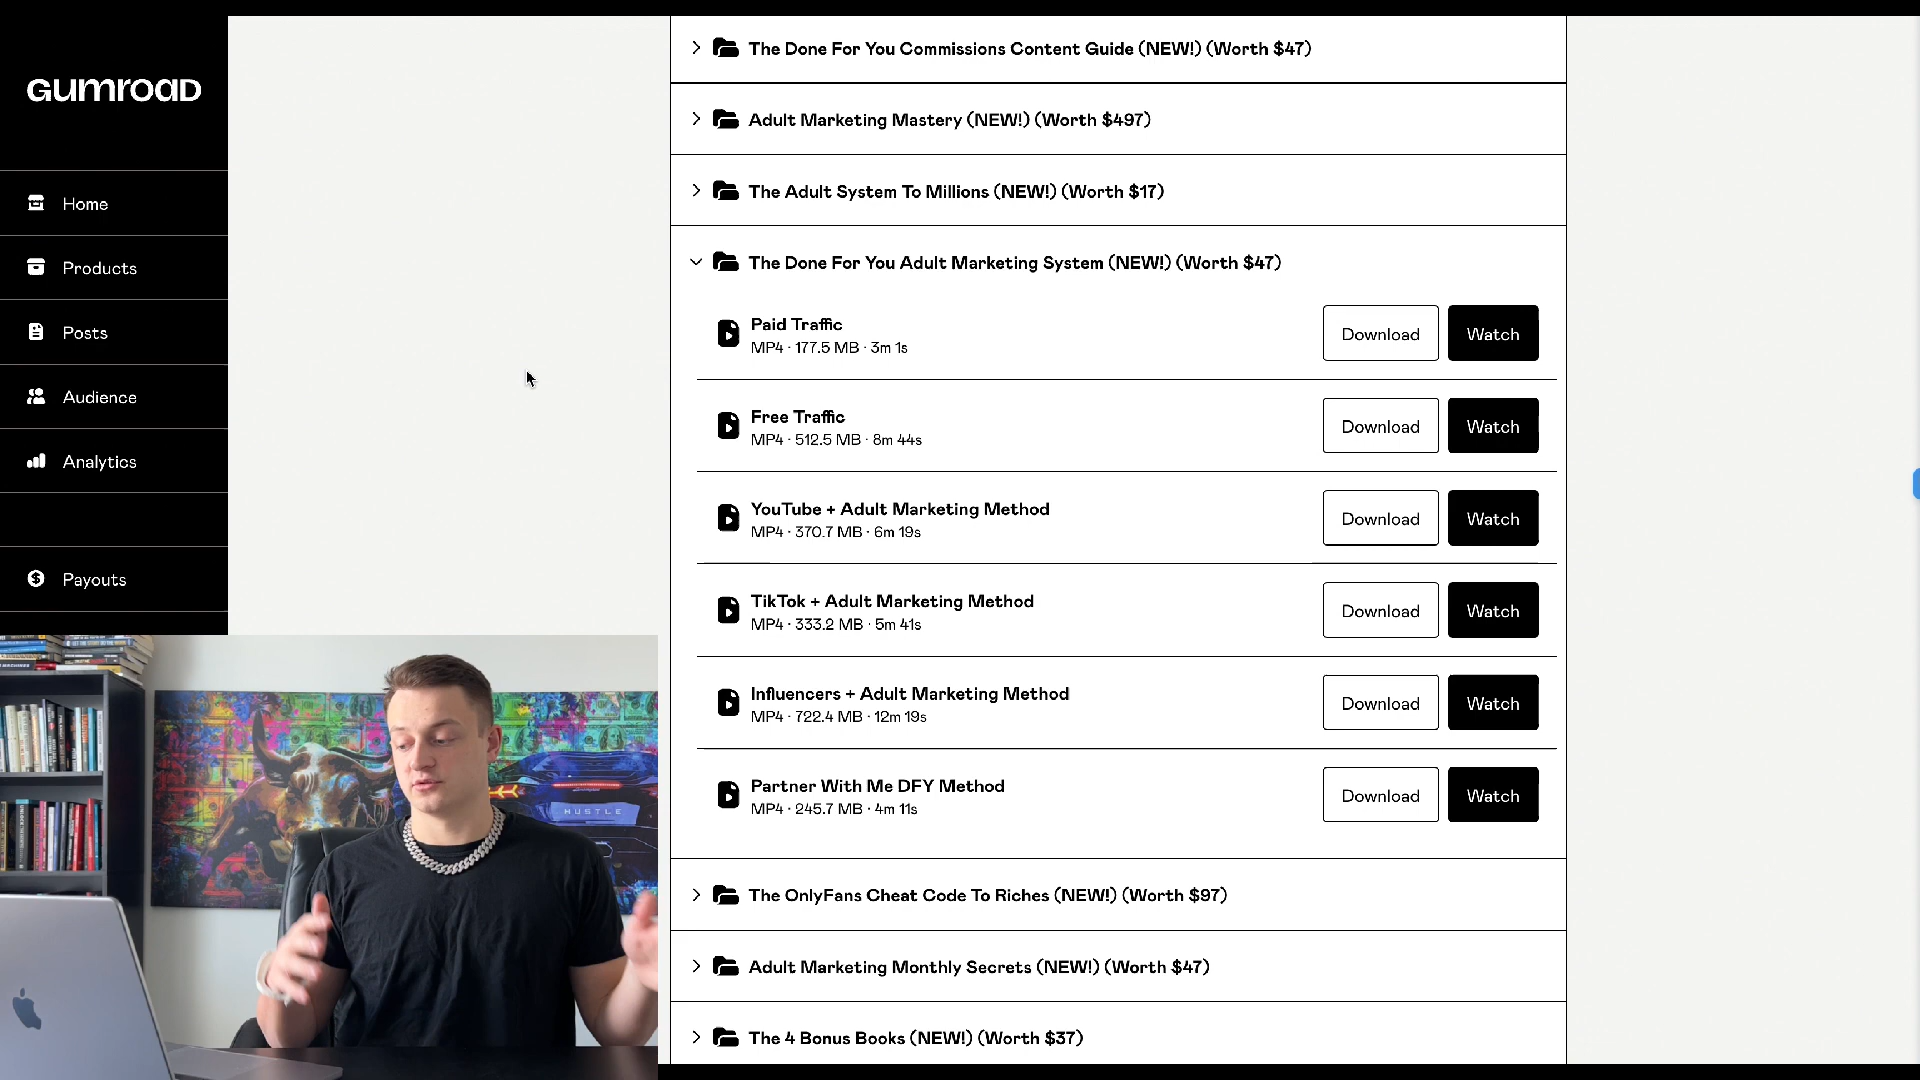 GUMROAD
Home
Products
Posts
Audience
Analytics
Payouts
The Done For You Commissions Content Guide (NEW!) (Worth $47)
Adult Marketing Mastery (NEW!) (Worth $497)
The Adult System To Millions (NEW!) (Worth $17)
The Done For You Adult Marketing System (NEW!) (Worth $47)
Paid Traffic
MP4 · 177.5 MB · 3m 1s
Download
Watch
Free Traffic
MP4 · 512.5 MB · 8m 44s
Download
Watch
YouTube + Adult Marketing Method
MP4 · 370.7 MB · 6m 19s
Download
Watch
TikTok + Adult Marketing Method
MP4 · 333.2 MB · 5m 41s
Download
Watch
Influencers + Adult Marketing Method
MP4 · 722.4 MB · 12m 19s
Download
Watch
Partner With Me DFY Method
MP4 · 245.7 MB · 4m 11s
Download
Watch
The OnlyFans Cheat Code To Riches (NEW!) (Worth $97)
Adult Marketing Monthly Secrets (NEW!) (Worth $47)
The 4 Bonus Books (NEW!) (Worth $37)
HUSTLE